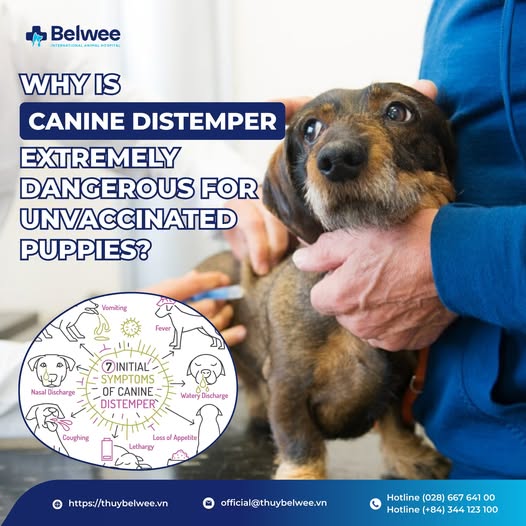 Belwee
INTERNATIONAL ANIMAL HOSPITAL
WHY IS
CANINE DISTEMPER
EXTREMELY
DANGEROUS FOR
UNVACCINATED
PUPPIES?
Vomiting
Fever
7 INITIAL
SYMPTOMS
OF CANINE
DISTEMPER
Nasal Discharge
Watery Discharge
Coughing
Loss of Appetite
Lethargy
https://thuybelwee.vn
official@thuybelwee.vn
Hotline (028) 667 641 00
Hotline (+84) 344 123 100